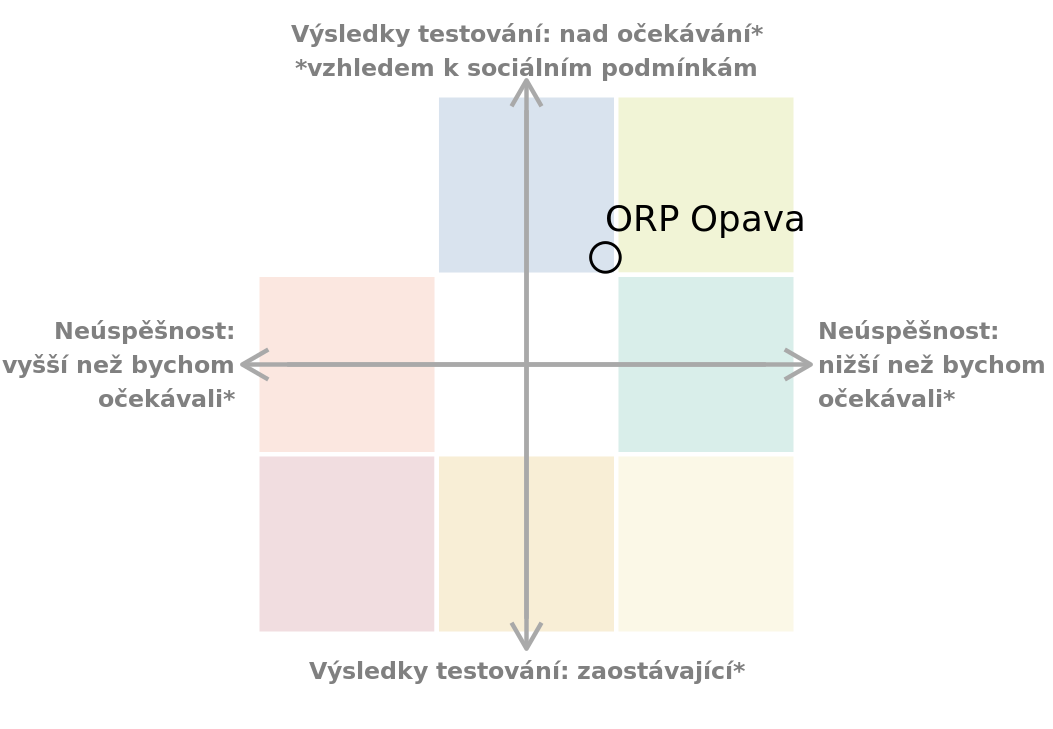 Výsledky testování: nad očekávání*
*vzhledem k sociálním podmínkám
ORP Opava
Neúspěšnost:
vyšší než bychom
očekávali*
Neúspěšnost:
nižší než bychom
očekávali*
Výsledky testování: zaostávající*